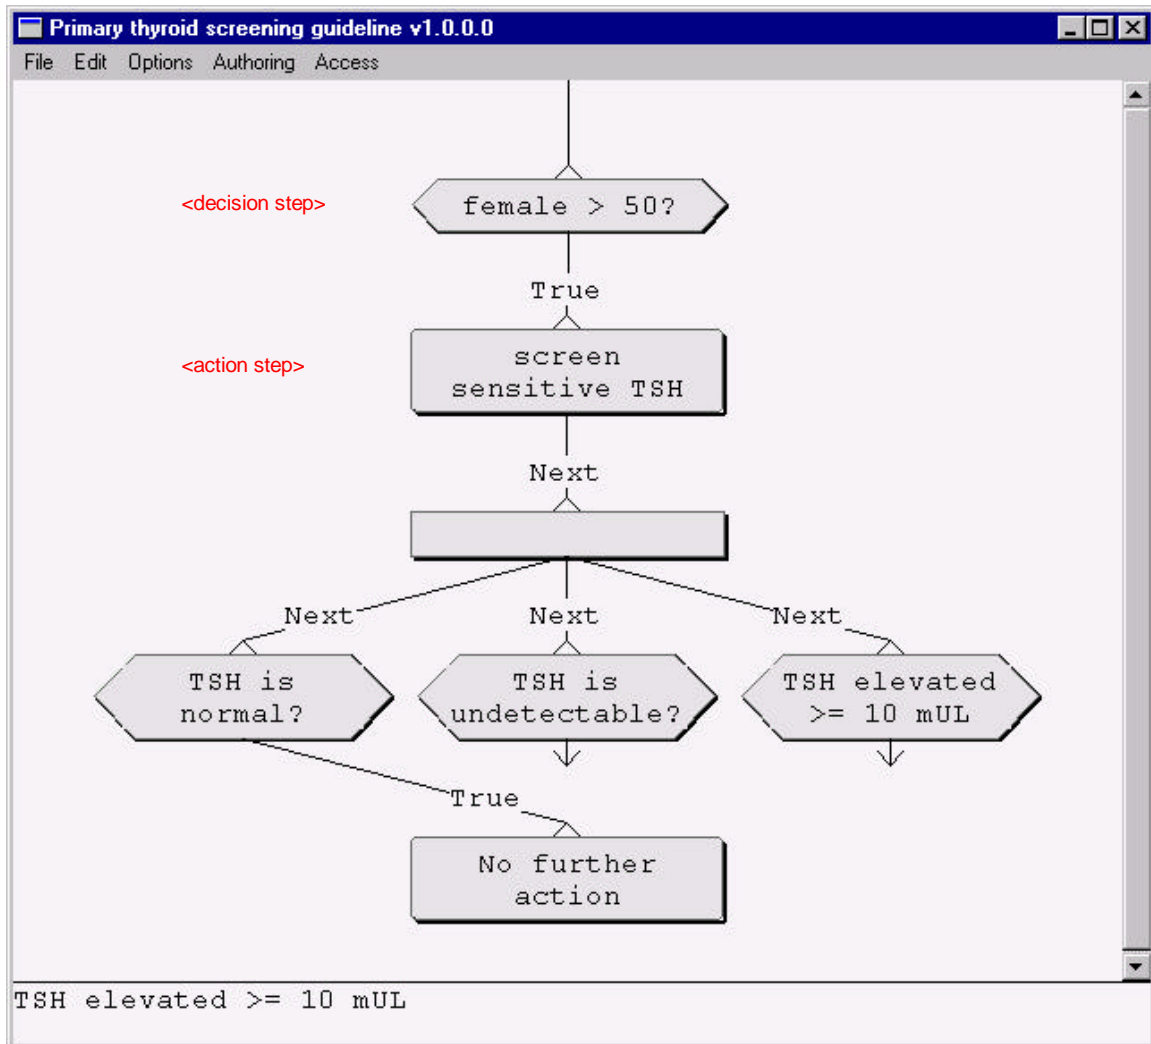 Primary thyroid screening guideline v1.0.0.0
File Edit Options Authoring Access
<decision step>
female > 50?
True
<action step>
screen
sensitive TSH
Next
Next
Next
Next
TSH is
normal?
TSH is
undetectable?
TSH elevated
>= 10 mUL
True
No further
action
TSH elevated >= 10 mUL